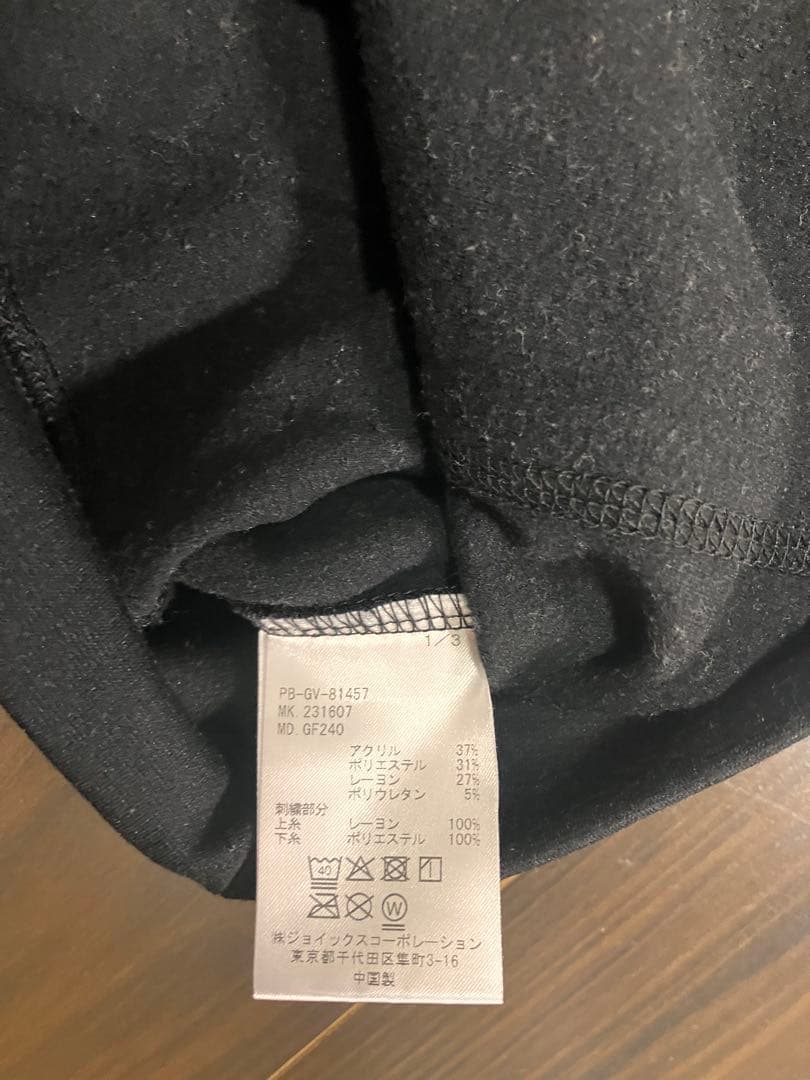 1/3
PB-GV-81457
MK. 231607
MD. GF240
アクリル 37%
ポリエステル 31%
レーヨン 27%
ポリウレタン 5%
刺繍部分
上糸 レーヨン 100%
下糸 ポリエステル 100%
40
W
㈱ジョイックスコーポレーション
東京都千代田区隼町3-16
中国製